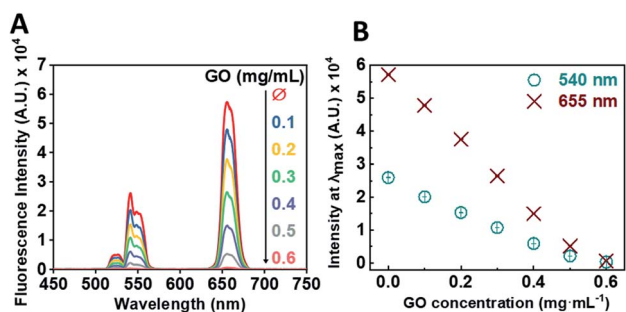 A
Fluorescence Intensity (A.U.) x 10⁴
7
6
5
4
3
2
1
0
GO (mg/mL)
Ø
0.1
0.2
0.3
0.4
0.5
0.6
450 500 550 600 650 700 750
Wavelength (nm)
B
Intensity at λmax (A.U.) x 10⁴
6
5
4
3
2
1
0
540 nm
655 nm
0.0 0.2 0.4 0.6
GO concentration (mg·mL⁻¹)